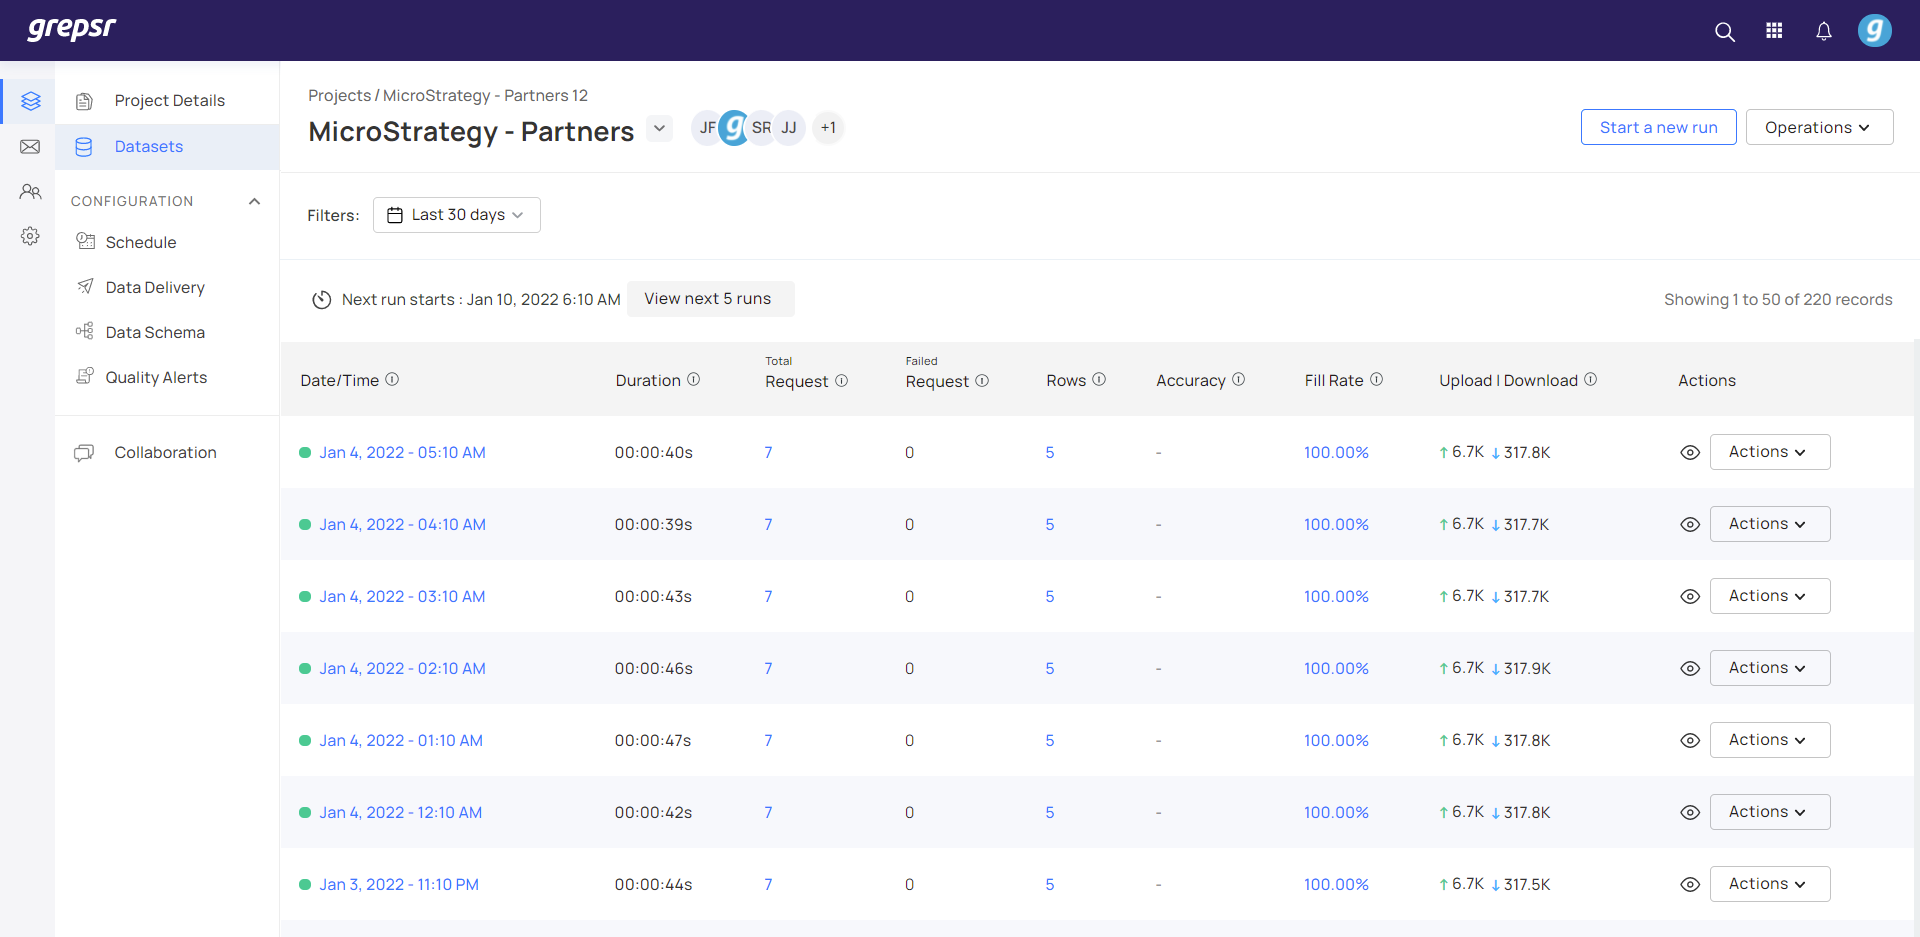 grepsr
g
Project Details
Datasets
CONFIGURATION
Schedule
Data Delivery
Data Schema
Quality Alerts
Collaboration
Projects / MicroStrategy - Partners 12
MicroStrategy - Partners
JF g SR JJ +1
Start a new run
Operations
Filters: Last 30 days
Next run starts : Jan 10, 2022 6:10 AM View next 5 runs
Showing 1 to 50 of 220 records
Date/Time Duration Total Request Failed Request Rows Accuracy Fill Rate Upload | Download Actions
Jan 4, 2022 - 05:10 AM 00:00:40s 7 0 5 - 100.00% ↑ 6.7K ↓ 317.8K Actions
Jan 4, 2022 - 04:10 AM 00:00:39s 7 0 5 - 100.00% ↑ 6.7K ↓ 317.7K Actions
Jan 4, 2022 - 03:10 AM 00:00:43s 7 0 5 - 100.00% ↑ 6.7K ↓ 317.7K Actions
Jan 4, 2022 - 02:10 AM 00:00:46s 7 0 5 - 100.00% ↑ 6.7K ↓ 317.9K Actions
Jan 4, 2022 - 01:10 AM 00:00:47s 7 0 5 - 100.00% ↑ 6.7K ↓ 317.8K Actions
Jan 4, 2022 - 12:10 AM 00:00:42s 7 0 5 - 100.00% ↑ 6.7K ↓ 317.8K Actions
Jan 3, 2022 - 11:10 PM 00:00:44s 7 0 5 - 100.00% ↑ 6.7K ↓ 317.5K Actions